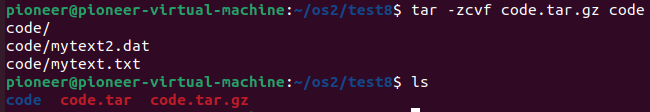 pioneer@pioneer-virtual-machine:~/os2/test8$ tar -zcvf code.tar.gz code
code/
code/mytext2.dat
code/mytext.txt
pioneer@pioneer-virtual-machine:~/os2/test8$ ls
code  code.tar  code.tar.gz